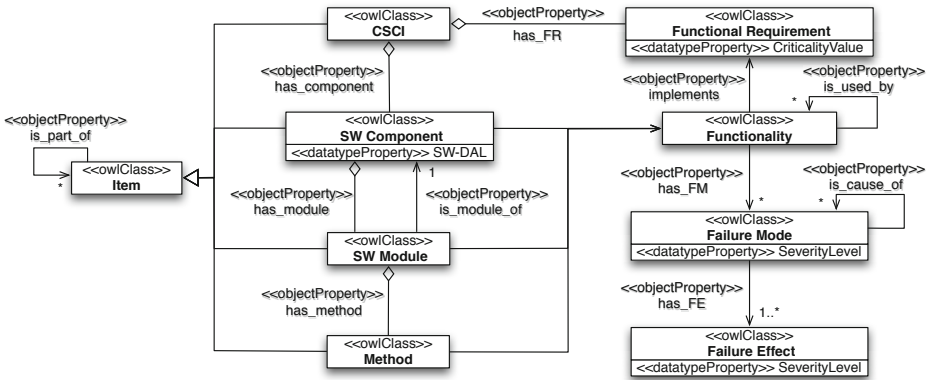 <<owlClass>>
CSCI
<<objectProperty>>
has_FR
<<owlClass>>
Functional Requirement
<<datatypeProperty>> CriticalityValue
<<objectProperty>>
has_component
<<objectProperty>>
implements
<<objectProperty>>
is_used_by
*
<<objectProperty>>
is_part_of
*
<<owlClass>>
Item
<<owlClass>>
SW Component
<<datatypeProperty>> SW-DAL
<<owlClass>>
Functionality
<<objectProperty>>
has_module
1
<<objectProperty>>
is_module_of
<<objectProperty>>
has_FM
*
<<objectProperty>>
is_cause_of
*
<<owlClass>>
SW Module
<<owlClass>>
Failure Mode
<<datatypeProperty>> SeverityLevel
<<objectProperty>>
has_method
<<objectProperty>>
has_FE
1..*
<<owlClass>>
Method
<<owlClass>>
Failure Effect
<<datatypeProperty>> SeverityLevel